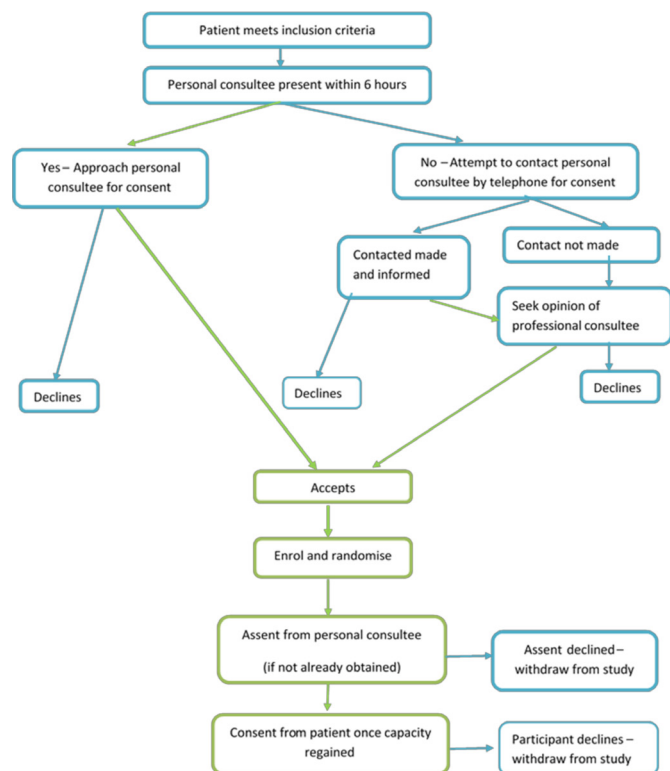 Patient meets inclusion criteria
Personal consultee present within 6 hours
Yes – Approach personal
consultee for consent
No – Attempt to contact personal
consultee by telephone for consent
Contacted made
and informed
Contact not made
Seek opinion of
professional consultee
Declines
Declines
Declines
Accepts
Enrol and randomise
Assent from personal consultee
(if not already obtained)
Assent declined –
withdraw from study
Consent from patient once capacity
regained
Participant declines –
withdraw from study